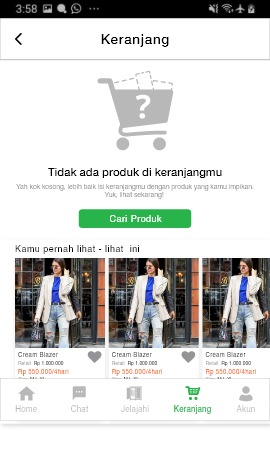 3:58
Keranjang
?
Tidak ada produk di keranjangmu
Yah kok kosong, lebih baik isi keranjangmu dengan produk yang kamu impikan.
Yuk, lihat sekarang!
Cari Produk
Kamu pernah lihat - lihat ini
Cream Blazer Cream Blazer Cream Blazer
Retail Rp 1.000.000 Retail Rp 1.000.000 Retail Rp 1.000.000
Rp 550.000/4hari Rp 550.000/4hari Rp 550.000/4hari
Home Chat Jelajahi Keranjang Akun